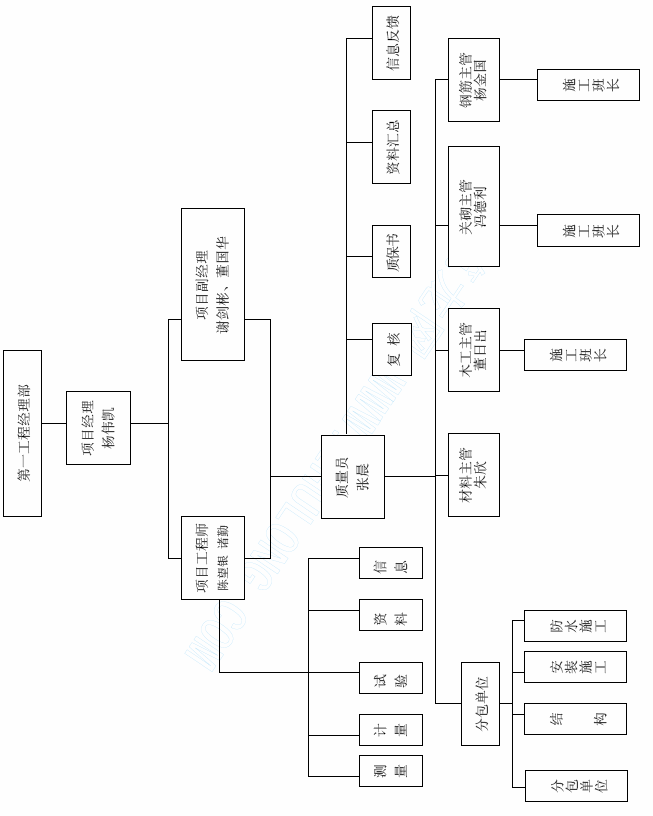 第一工程经理部
项目经理
杨伟凯
项目工程师
陈望银 诸勤
项目副经理
谢剑彬、董国华
质量员
张晨
测 量
计 量
试 验
资 料
信 息
复 核
质保书
资料汇总
信息反馈
分包单位
材料主管
朱欣
木工主管
董日出
关砌主管
冯德利
钢筋主管
杨金国
分包单位
结 构
安装施工
防水施工
施工班长
施工班长
施工班长